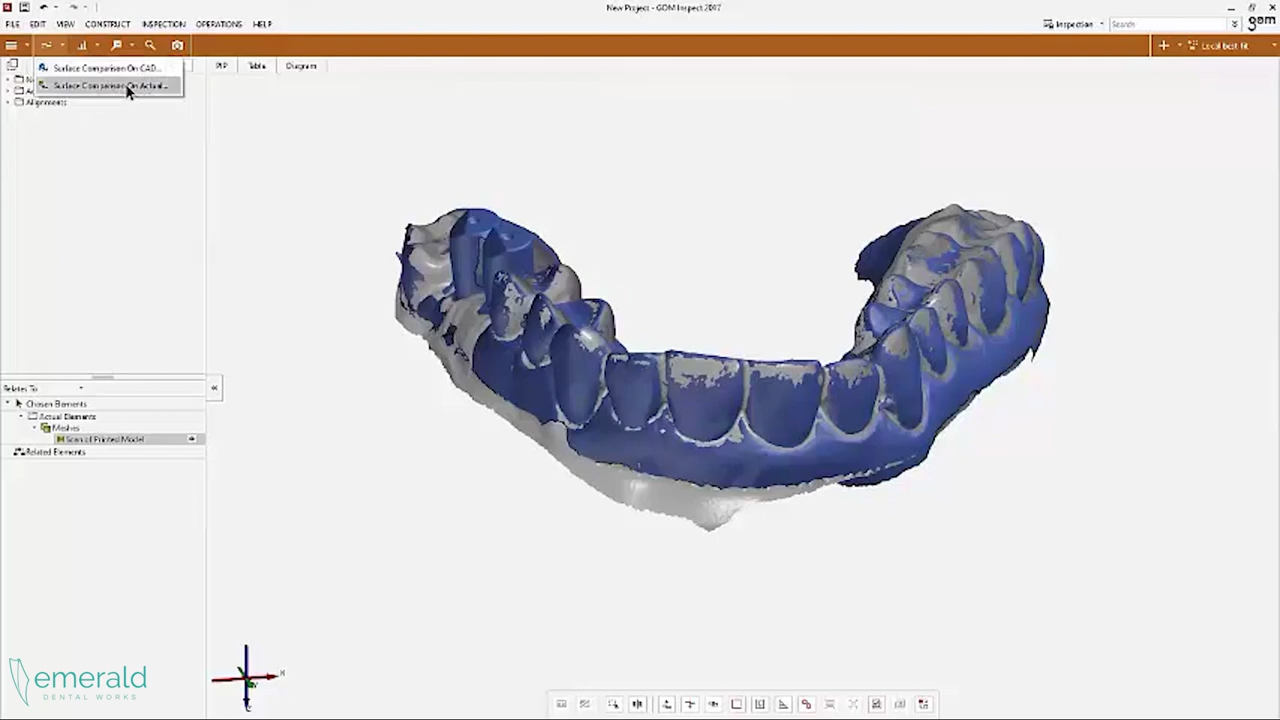 New Project - GOM Inspect 2017
FILE EDIT VIEW CONSTRUCT INSPECTION OPERATIONS HELP
Inspection
Search
gom
Local best fit
Surface Comparison On CAD...
Surface Comparison On Actual...
Alignments
PIP Table Diagram
Relates To
Chosen Elements
Actual Elements
Meshes
Scan of Printed Model
Related Elements
X
emerald
DENTAL WORKS